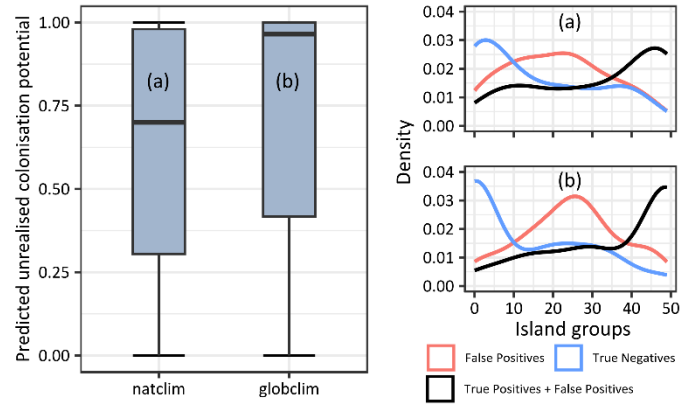 Predicted unrealised colonisation potential
1.00
0.75
0.50
0.25
0.00
(a)
(b)
natclim
globclim
Density
(a)
0.04
0.03
0.02
0.01
0.00
(b)
0.04
0.03
0.02
0.01
0.00
0 10 20 30 40 50
Island groups
False Positives
True Negatives
True Positives + False Positives